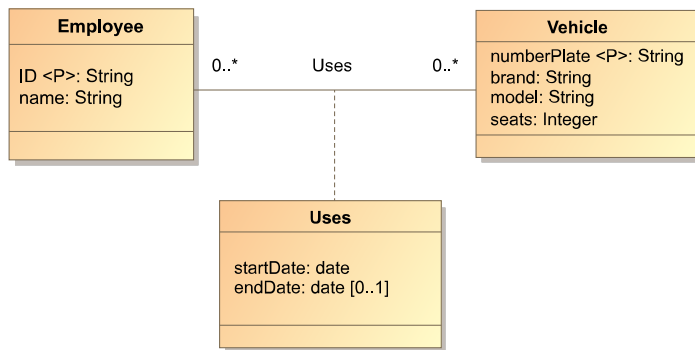 Employee
ID <P>: String
name: String
0..*
Uses
0..*
Vehicle
numberPlate <P>: String
brand: String
model: String
seats: Integer
Uses
startDate: date
endDate: date [0..1]